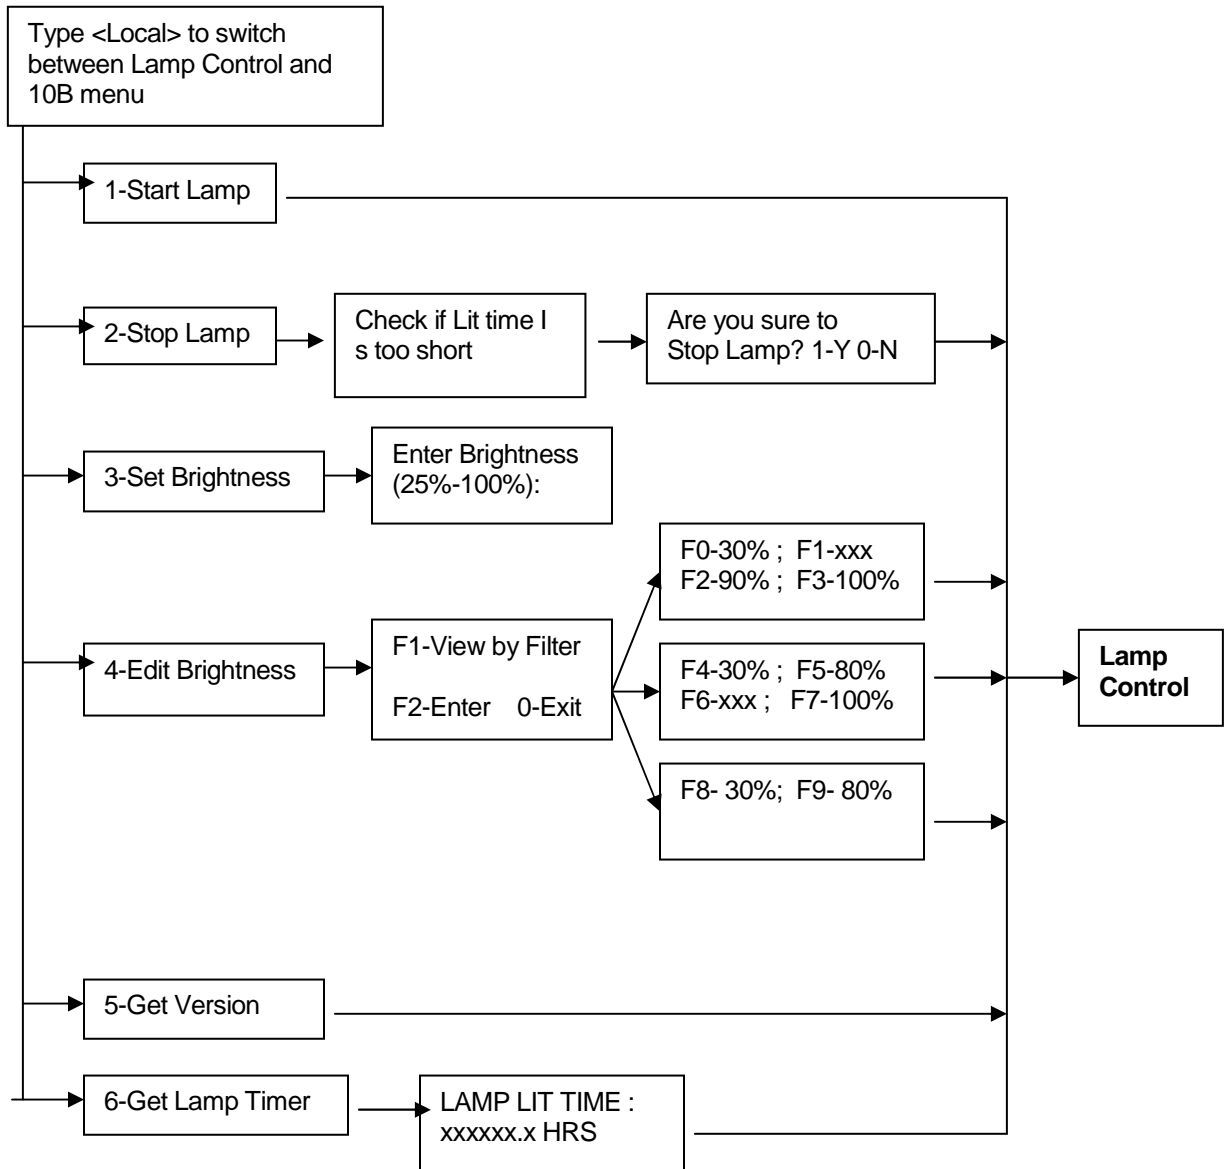 Type <Local> to switch
between Lamp Control and
10B menu
1-Start Lamp
2-Stop Lamp
Check if Lit time I
s too short
Are you sure to
Stop Lamp? 1-Y 0-N
3-Set Brightness
Enter Brightness
(25%-100%):
4-Edit Brightness
F1-View by Filter
F2-Enter 0-Exit
F0-30% ; F1-xxx
F2-90% ; F3-100%
F4-30% ; F5-80%
F6-xxx ; F7-100%
F8- 30%; F9- 80%
Lamp
Control
5-Get Version
6-Get Lamp Timer
LAMP LIT TIME :
xxxxxx.x HRS